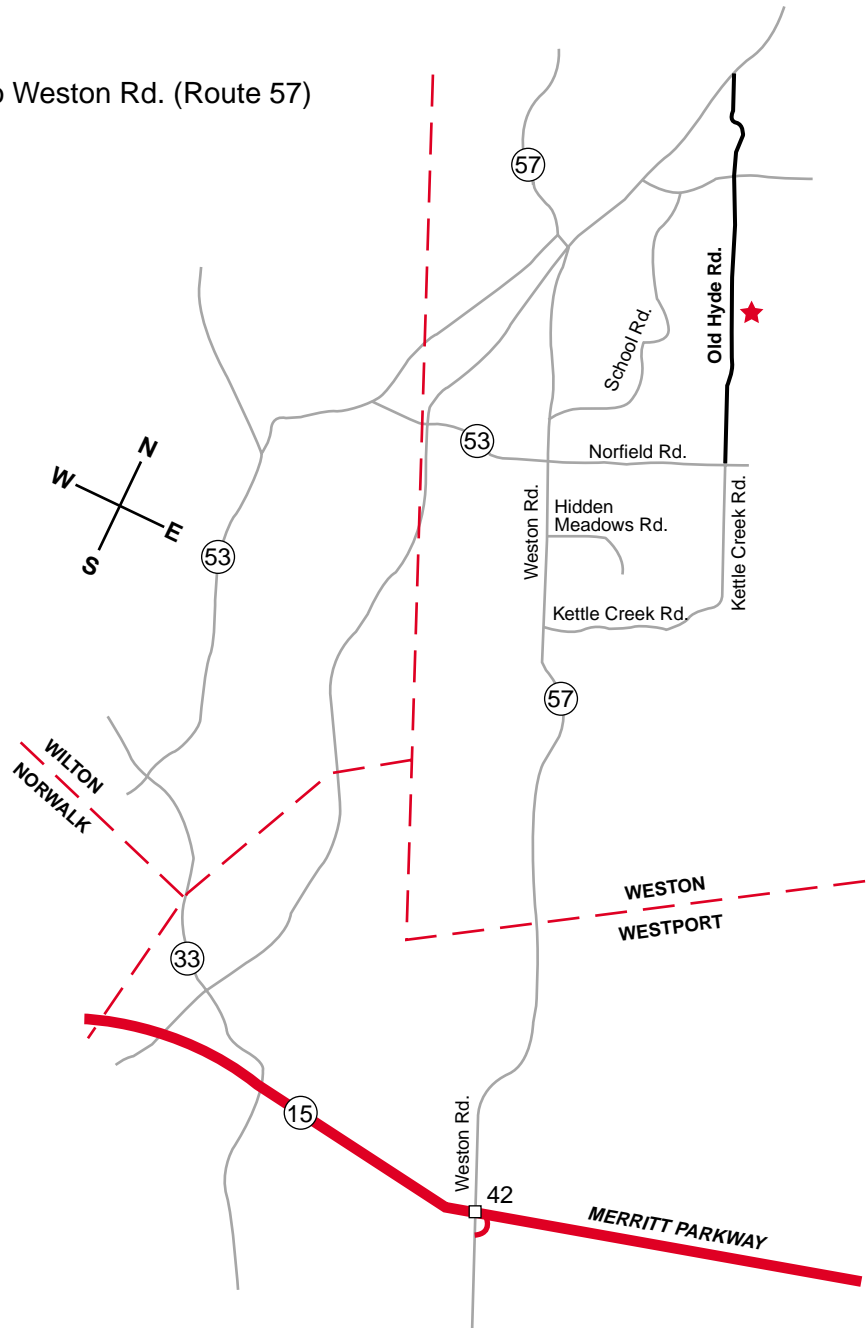 o Weston Rd. (Route 57)
57
Old Hyde Rd.
School Rd.
53
Norfield Rd.
N
W
E
S
53
Weston Rd.
Hidden
Meadows Rd.
Kettle Creek Rd.
Kettle Creek Rd.
57
WILTON
NORWALK
WESTON
WESTPORT
33
15
Weston Rd.
42
MERRITT PARKWAY